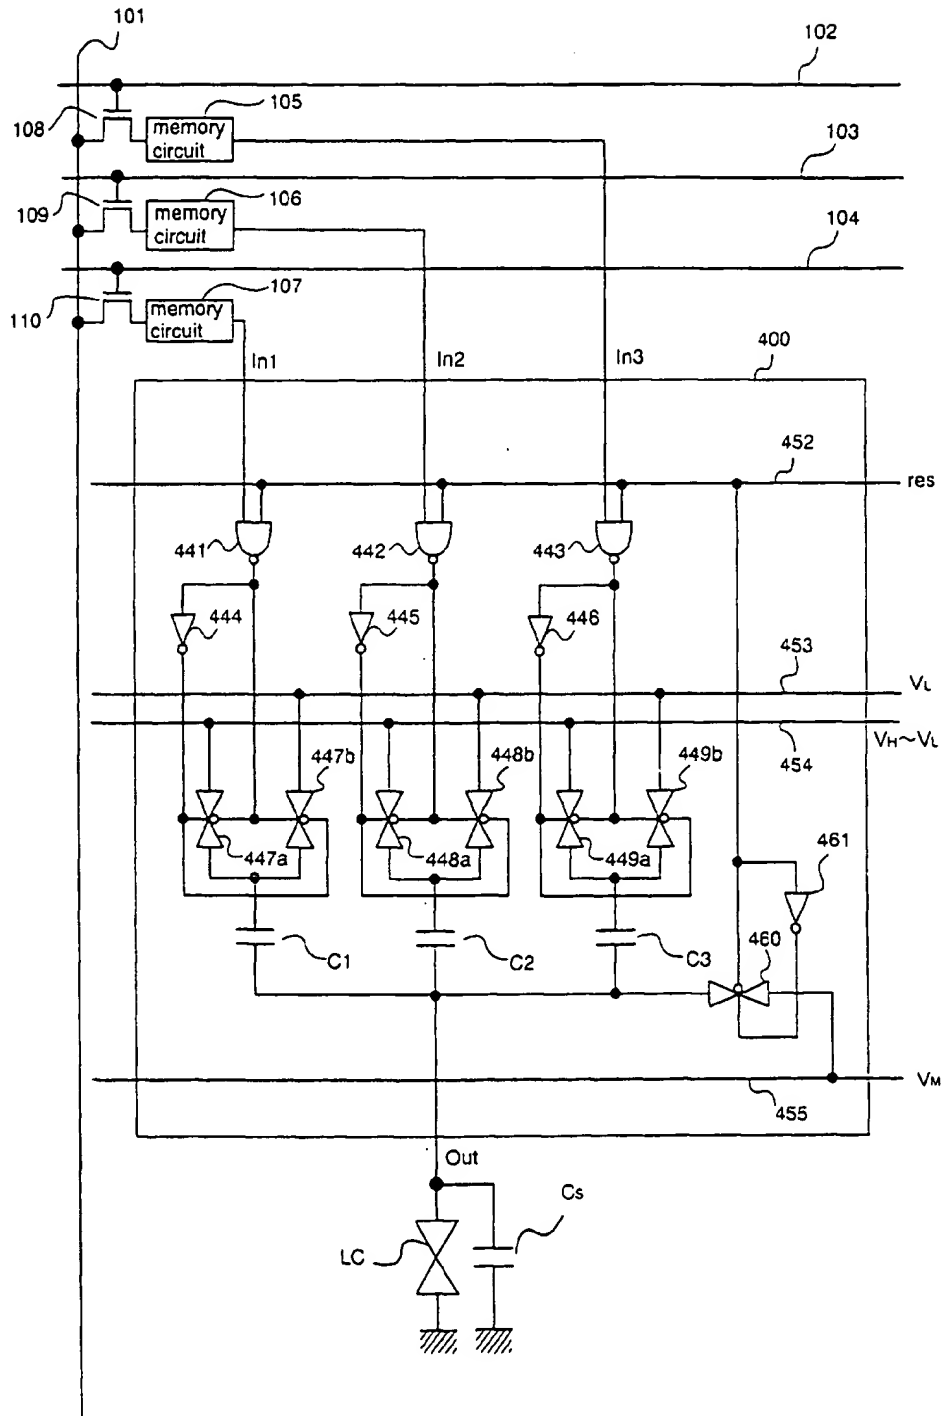 101
102
105
108
memory
circuit
103
106
109
memory
circuit
104
107
110
memory
circuit
In1
In2
In3
400
452
res
441
442
443
444
445
446
453
VL
VH~VL
454
447b
448b
449b
447a
448a
449a
461
460
C1
C2
C3
VM
455
Out
Cs
LC